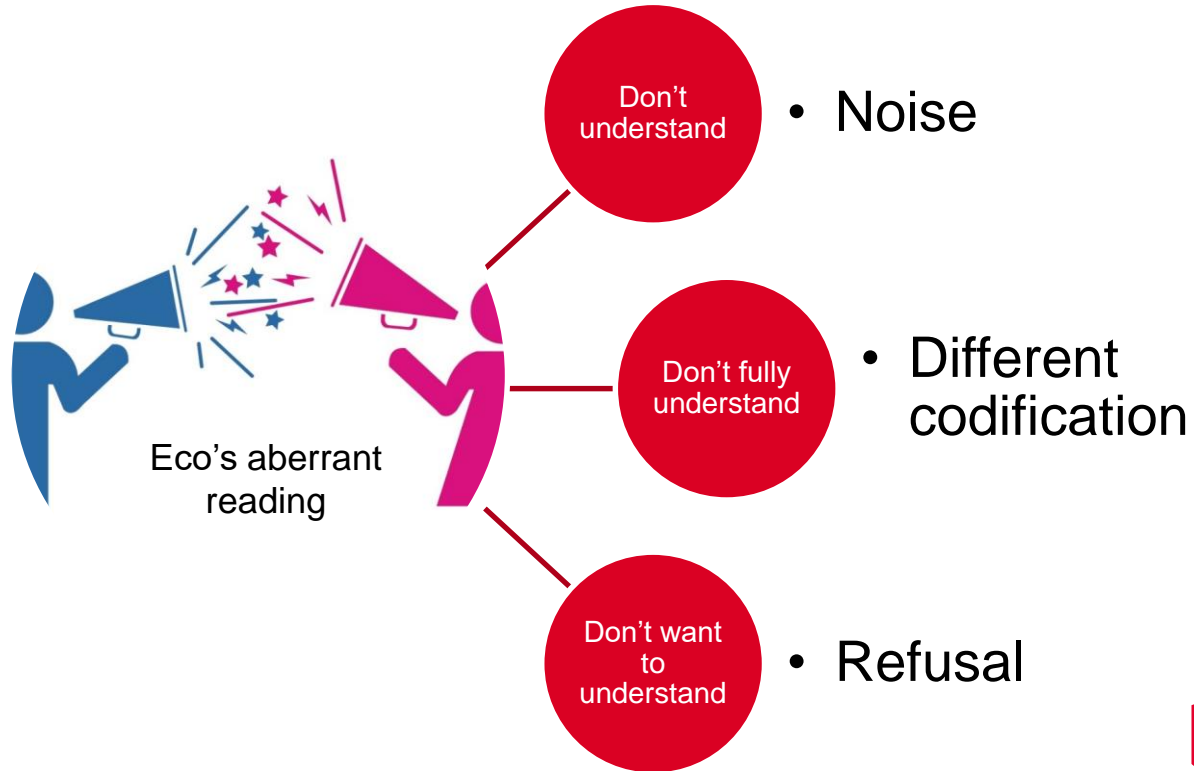 Don't
understand
• Noise
Don't fully
understand
• Different
codification
Eco's aberrant
reading
Don't want
to
understand
• Refusal